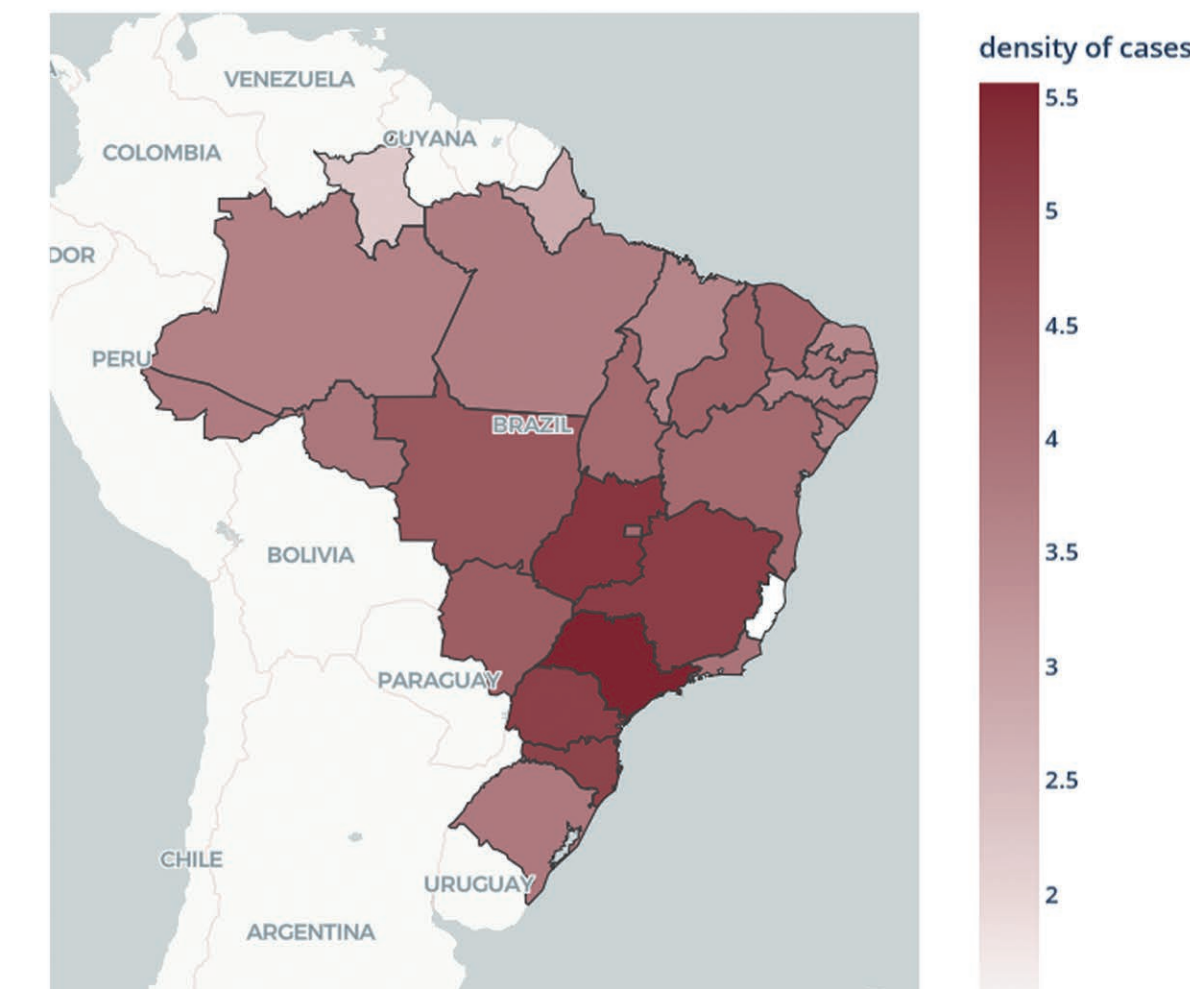 density of cases
5.5
VENEZUELA
GUYANA
COLOMBIA
5
DOR
4.5
PERU
BRAZIL
4
BOLIVIA
3.5
PARAGUAY
3
2.5
CHILE
URUGUAY
2
ARGENTINA